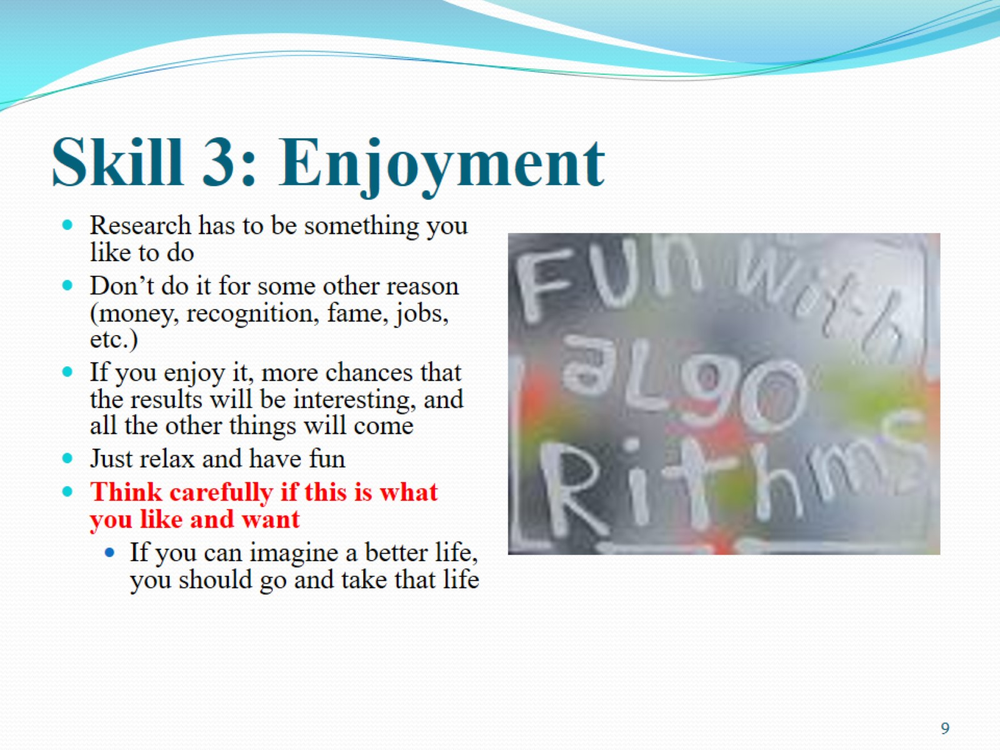 Skill 3: Enjoyment
Research has to be something you
like to do
Don’t do it for some other reason
(money, recognition, fame, jobs,
etc.)
If you enjoy it, more chances that
the results will be interesting, and
all the other things will come
Just relax and have fun
Think carefully if this is what
you like and want
If you can imagine a better life,
you should go and take that life
Fun with
aLgo
Rithms
9